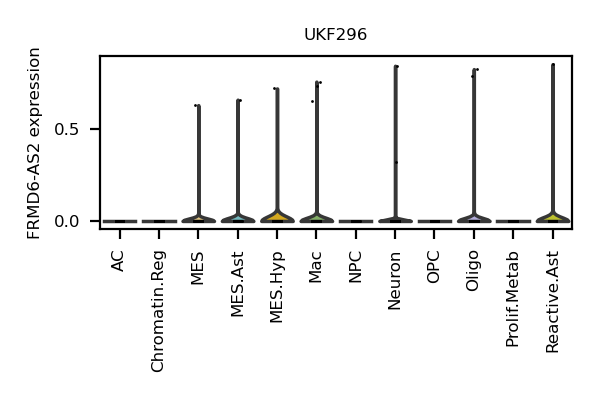 UKF296
FRMD6-AS2 expression
0.5
0.0
AC
Chromatin.Reg
MES
MES.Ast
MES.Hyp
Mac
NPC
Neuron
OPC
Oligo
Prolif.Metab
Reactive.Ast